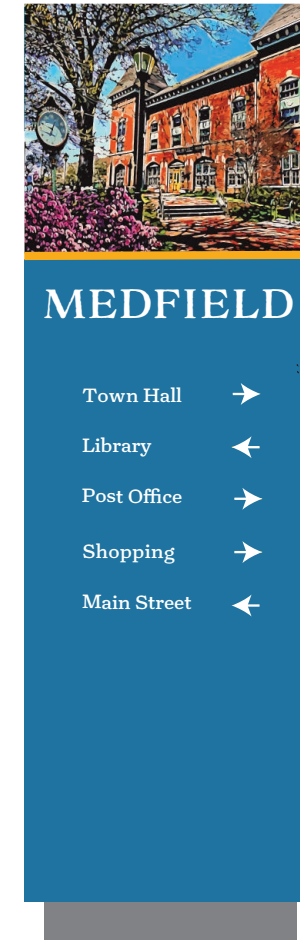 MEDFIELD
Town Hall
Library
Post Office
Shopping
Main Street